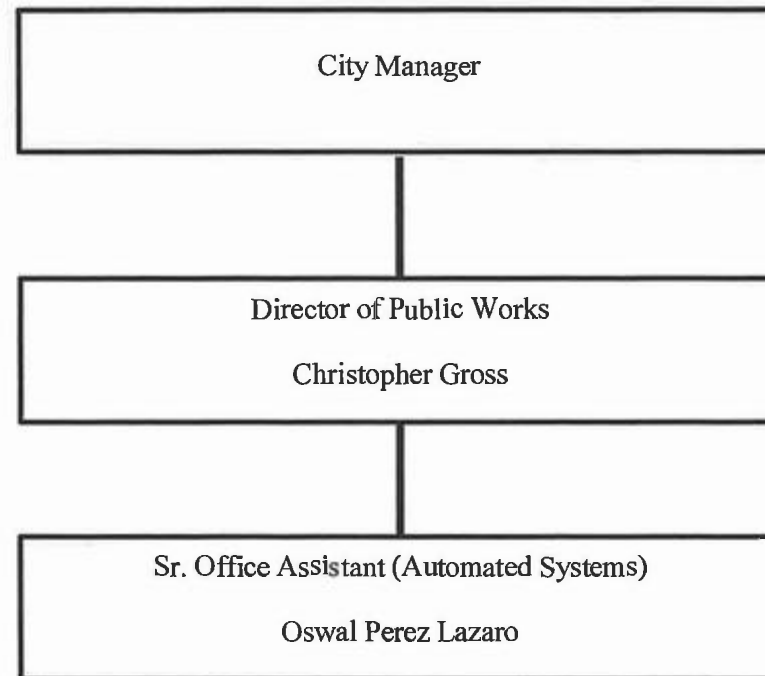 City Manager
Director of Public Works
Christopher Gross
Sr. Office Assistant (Automated Systems)
Oswal Perez Lazaro